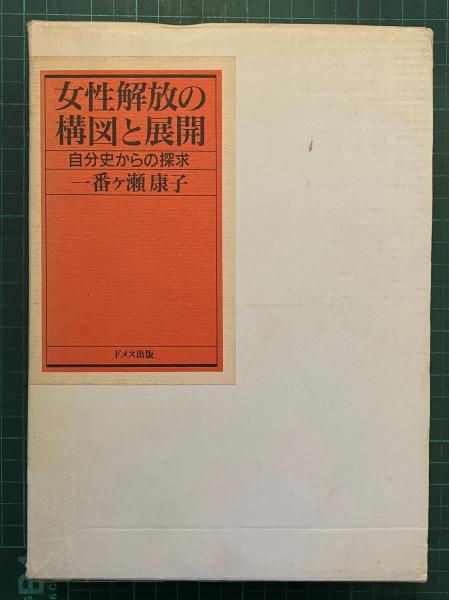 女性解放の
構図と展開
自分史からの探求
一番ヶ瀬 康子
ドメス出版